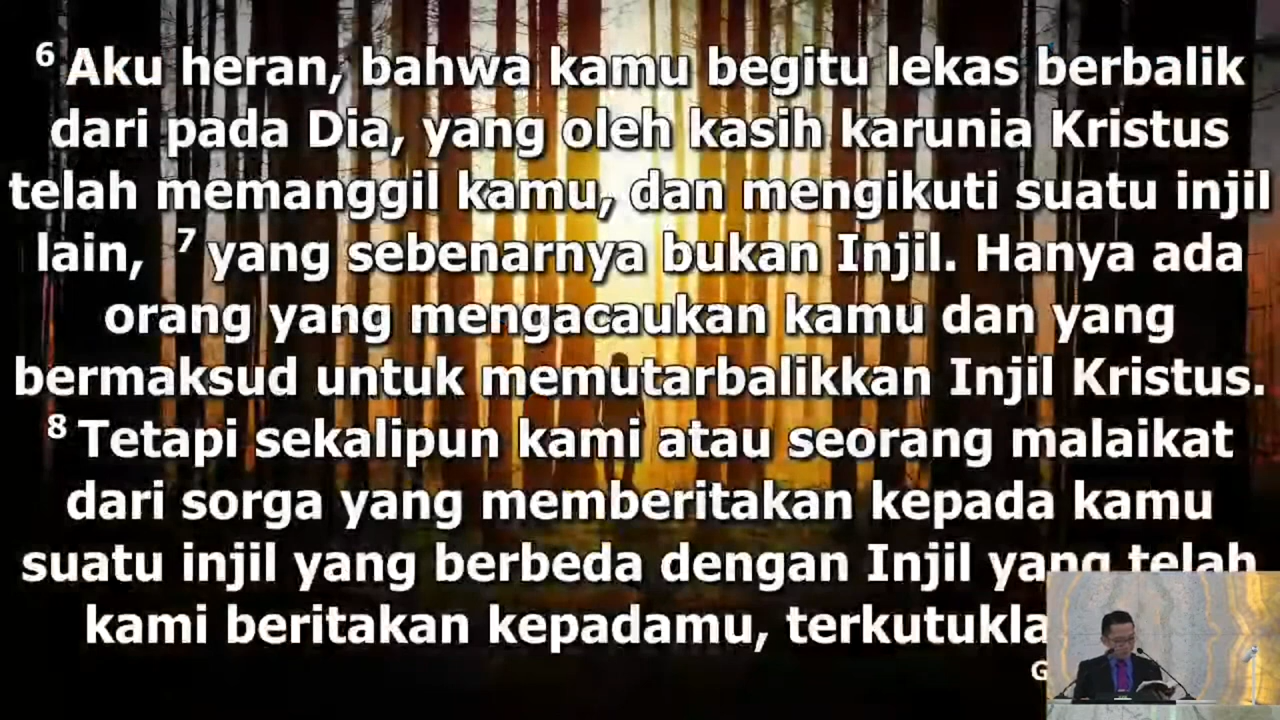 6 Aku heran, bahwa kamu begitu lekas berbalik
dari pada Dia, yang oleh kasih karunia Kristus
telah memanggil kamu, dan mengikuti suatu injil
lain, 7 yang sebenarnya bukan Injil. Hanya ada
orang yang mengacaukan kamu dan yang
bermaksud untuk memutarbalikkan Injil Kristus.
8 Tetapi sekalipun kami atau seorang malaikat
dari sorga yang memberitakan kepada kamu
suatu injil yang berbeda dengan Injil yang telah
kami beritakan kepadamu,